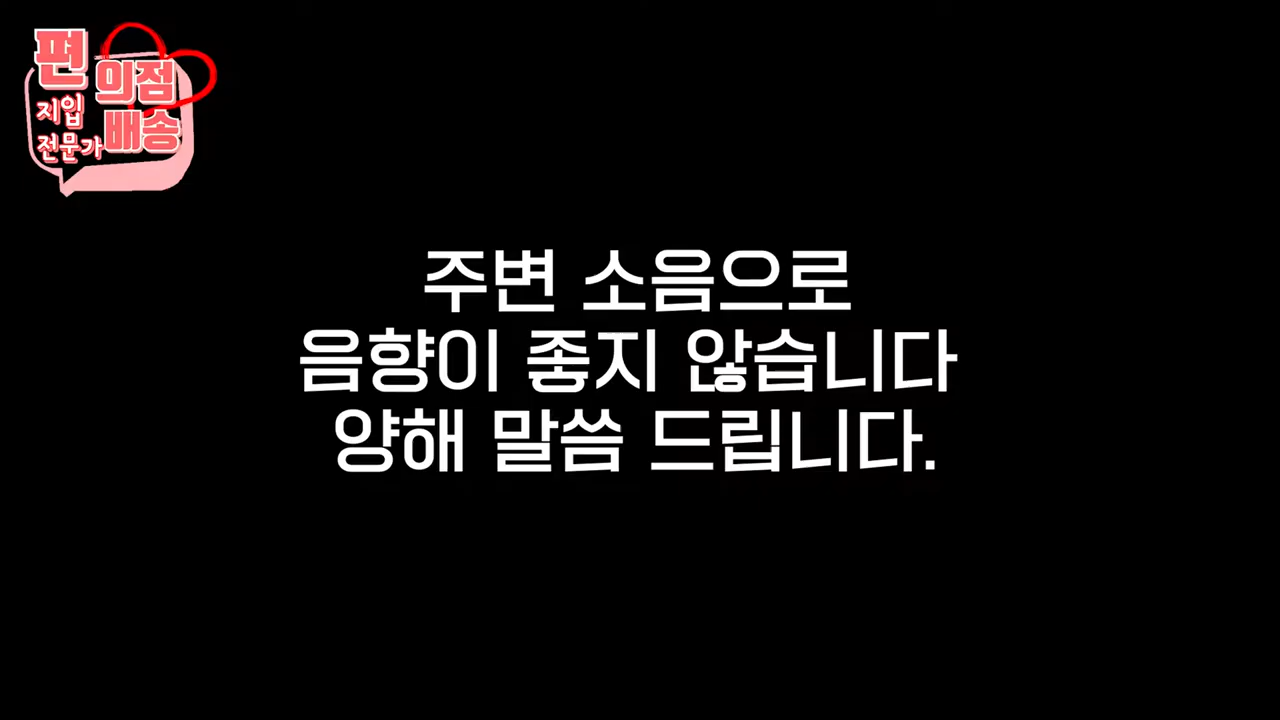 편의점
지입 배송
전문가
주변 소음으로
음향이 좋지 않습니다
양해 말씀 드립니다.